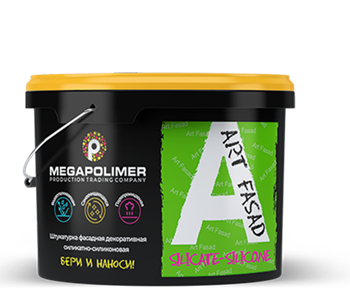 MEGAPOLIMER
PRODUCTION TRADING COMPANY
Штукатурка фасадная декоративная
силикатно-силиконовая
БЕРИ И НАНОСИ!
A
ART FASAD
SILICATE-SILICONE
Art Fasad